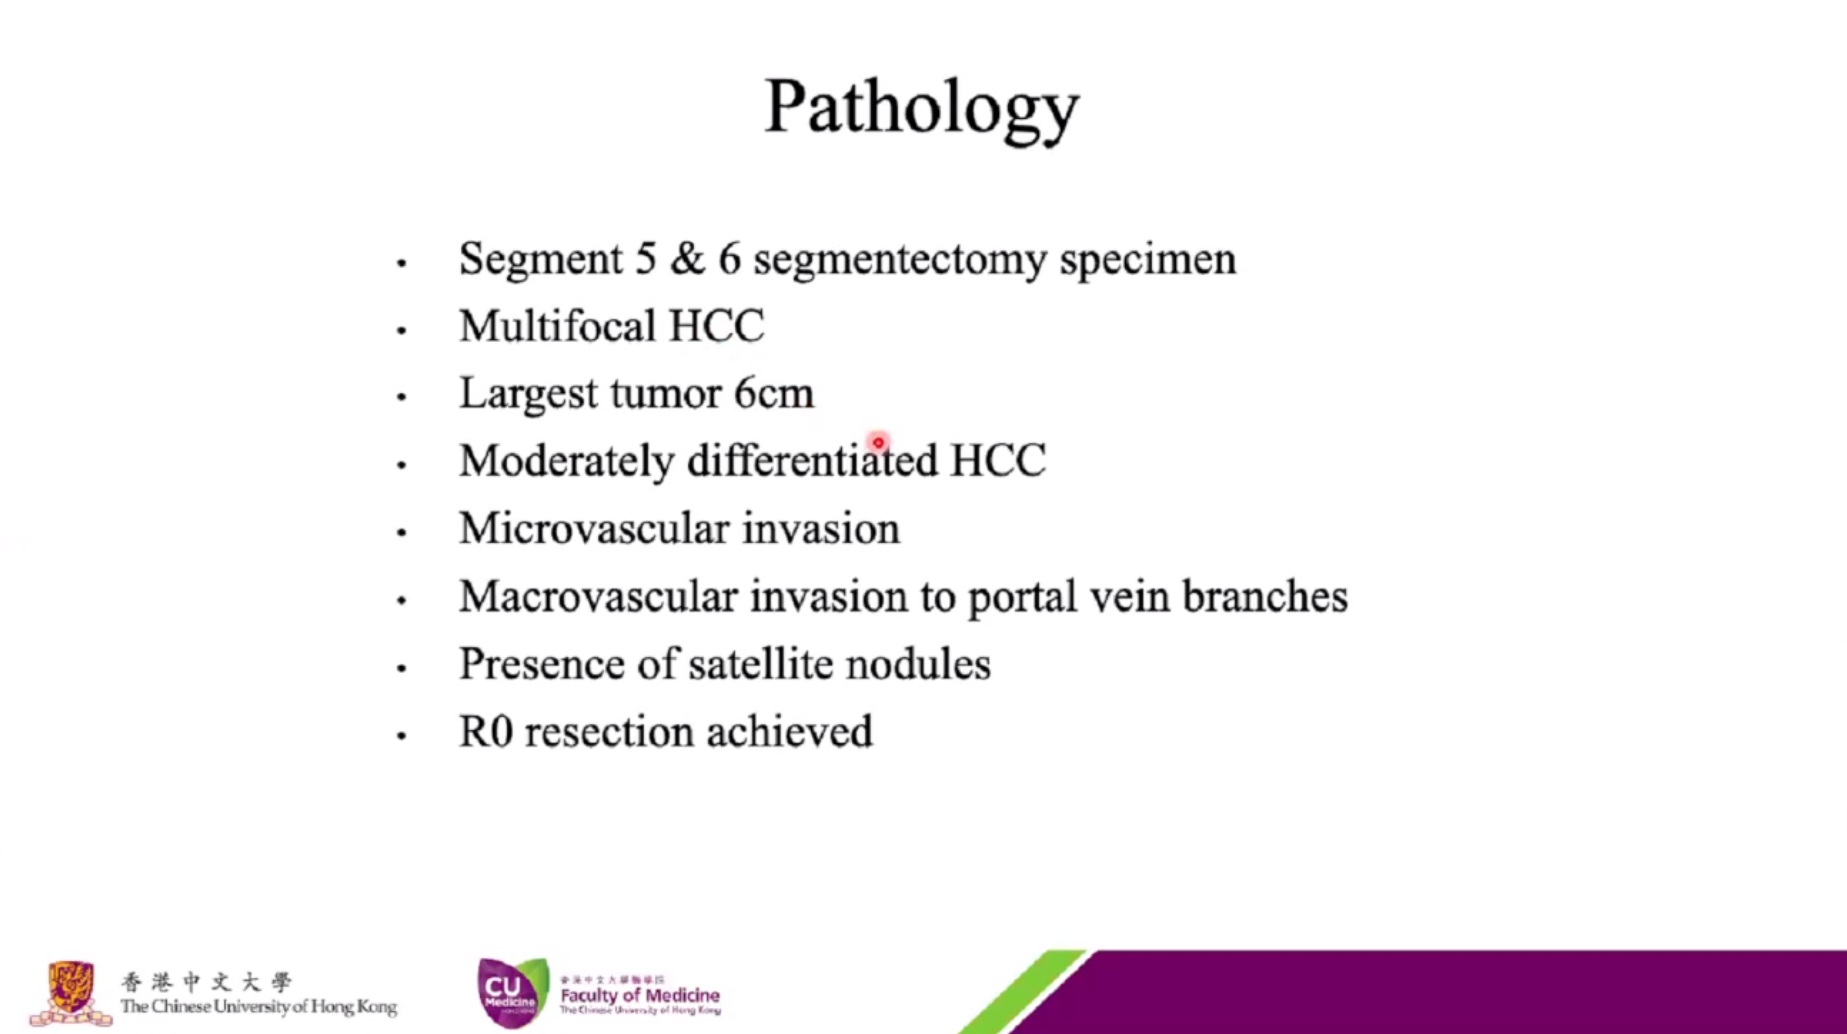 Pathology
• Segment 5 & 6 segmentectomy specimen
• Multifocal HCC
• Largest tumor 6cm
• Moderately differentiated HCC
• Microvascular invasion
• Macrovascular invasion to portal vein branches
• Presence of satellite nodules
• R0 resection achieved
香港中文大學
The Chinese University of Hong Kong
CU
Medicine
HONG KONG
香港中文大學醫學院
Faculty of Medicine
The Chinese University of Hong Kong